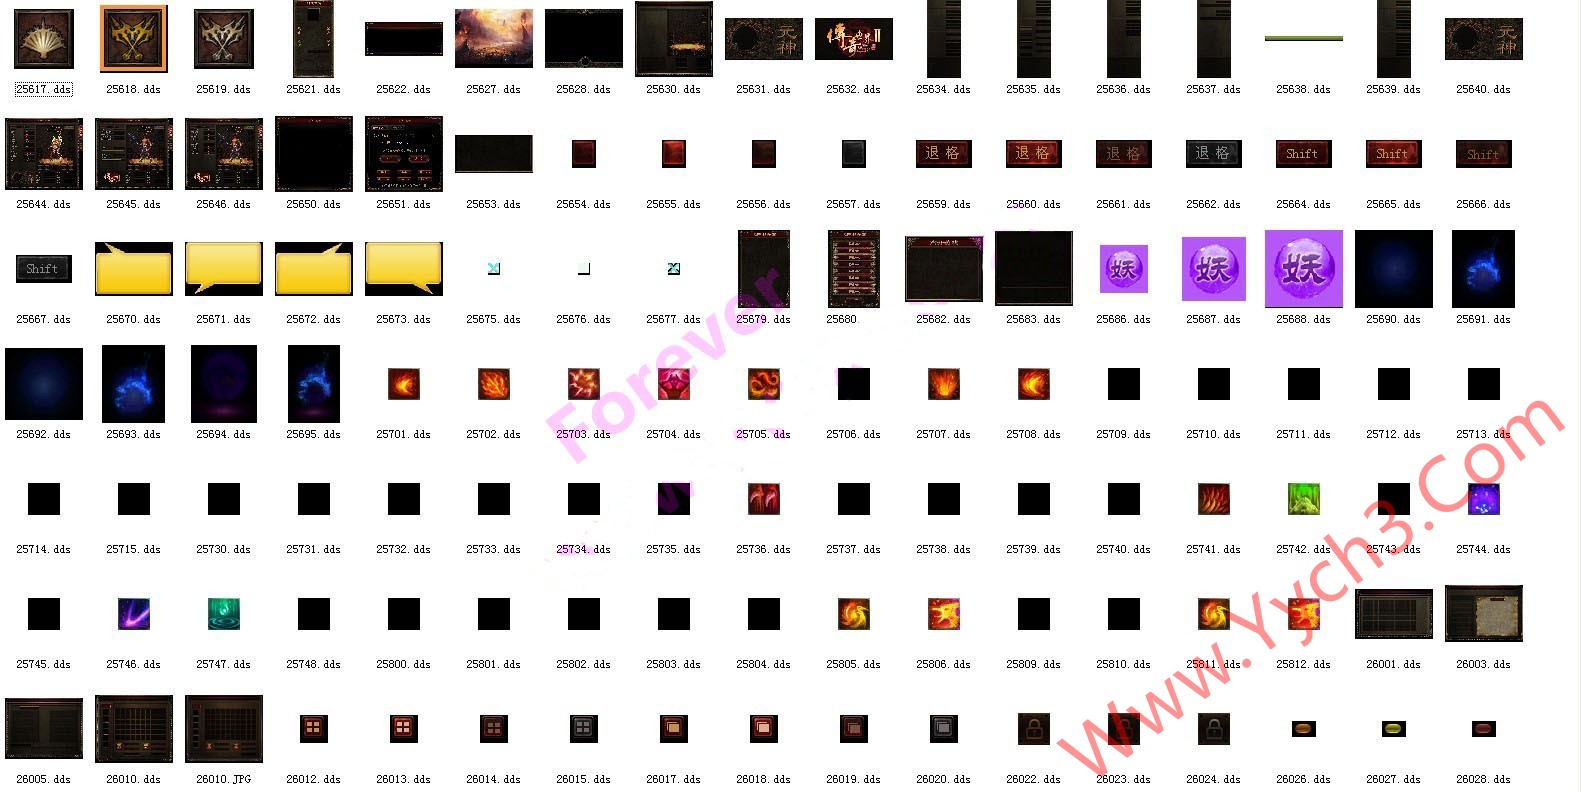 元神
傳奇世界II
元神
25617.dds 25618.dds 25619.dds 25621.dds 25622.dds 25627.dds 25628.dds 25630.dds 25631.dds 25632.dds 25634.dds 25635.dds 25636.dds 25637.dds 25638.dds 25639.dds 25640.dds
退格 退格 退格 退格 Shift Shift Shift
25644.dds 25645.dds 25646.dds 25650.dds 25651.dds 25653.dds 25654.dds 25655.dds 25656.dds 25657.dds 25659.dds 25660.dds 25661.dds 25662.dds 25664.dds 25665.dds 25666.dds
Shift 妖 妖 妖
25667.dds 25670.dds 25671.dds 25672.dds 25673.dds 25675.dds 25676.dds 25677.dds 25679.dds 25680 25682.dds 25683.dds 25686.dds 25687.dds 25688.dds 25690.dds 25691.dds
25692.dds 25693.dds 25694.dds 25695.dds 25701.dds 25702.dds 25703.dds 25704.dds 25705.dds 25706.dds 25707.dds 25708.dds 25709.dds 25710.dds 25711.dds 25712.dds 25713.dds
25714.dds 25715.dds 25730.dds 25731.dds 25732.dds 25733.dds 25734.dds 25735.dds 25736.dds 25737.dds 25738.dds 25739.dds 25740.dds 25741.dds 25742.dds 25743.dds 25744.dds
25745.dds 25746.dds 25747.dds 25748.dds 25800.dds 25801.dds 25802.dds 25803.dds 25804.dds 25805.dds 25806.dds 25809.dds 25810.dds 25811.dds 25812.dds 26001.dds 26003.dds
26005.dds 26010.dds 26010.JPG 26012.dds 26013.dds 26014.dds 26015.dds 26017.dds 26018.dds 26019.dds 26020.dds 26022.dds 26023.dds 26024.dds 26026.dds 26027.dds 26028.dds
Forever
Www.Yych3.Com